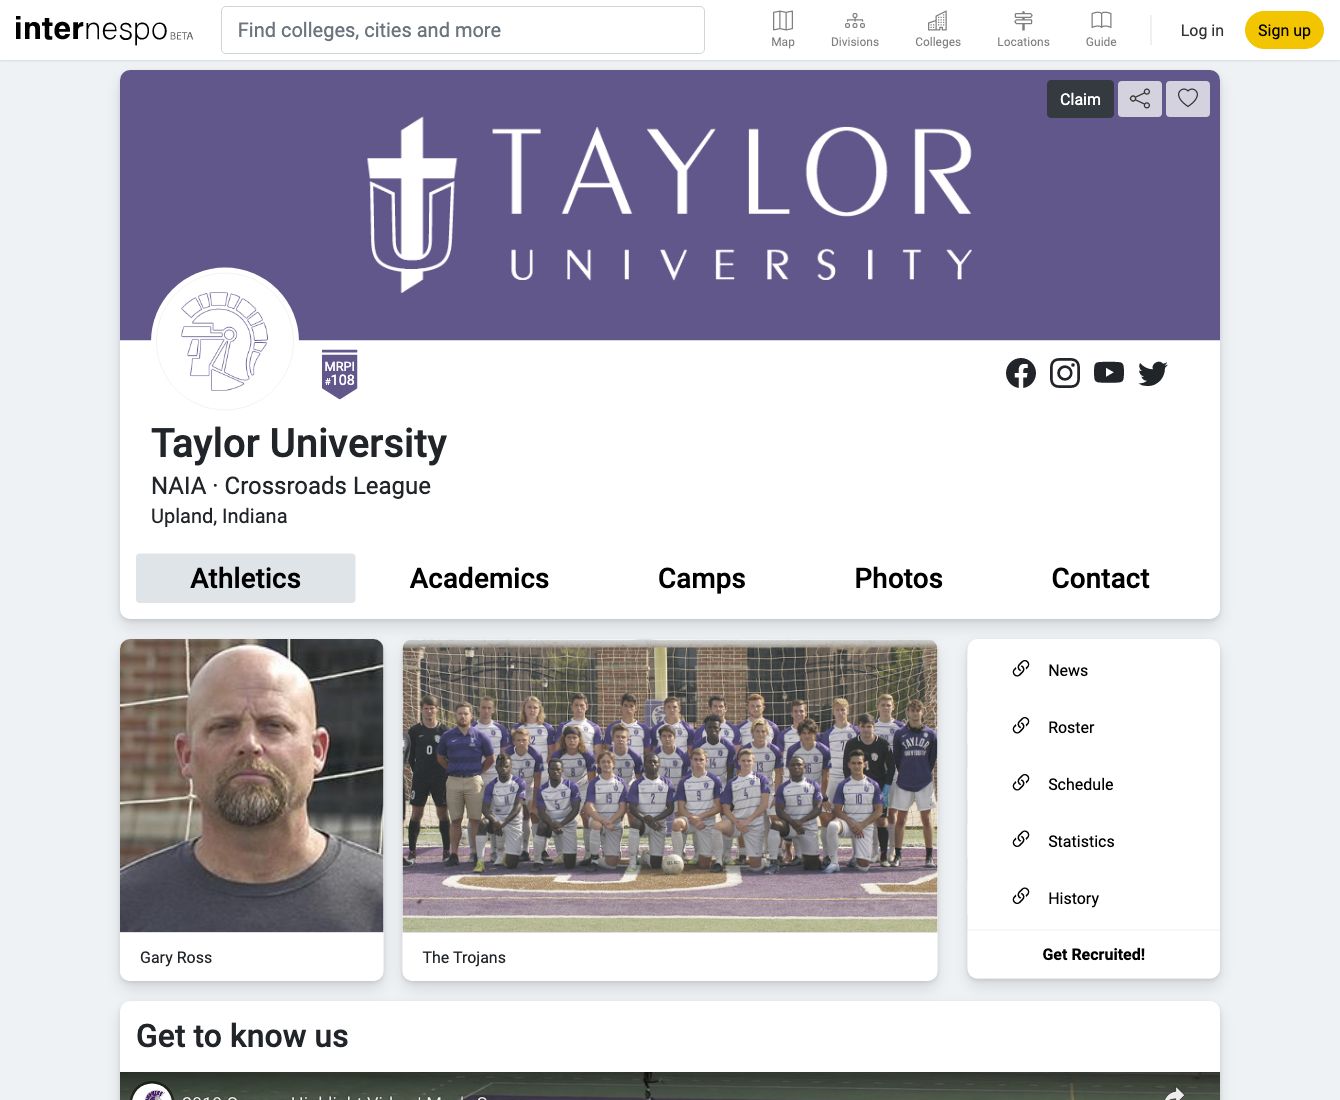 internespo BETA
Find colleges, cities and more
Map
Divisions
Colleges
Locations
Guide
Log in
Sign up
Claim
TAYLOR
UNIVERSITY
MRPI
#108
Taylor University
NAIA · Crossroads League
Upland, Indiana
Athletics
Academics
Camps
Photos
Contact
Gary Ross
The Trojans
News
Roster
Schedule
Statistics
History
Get Recruited!
Get to know us